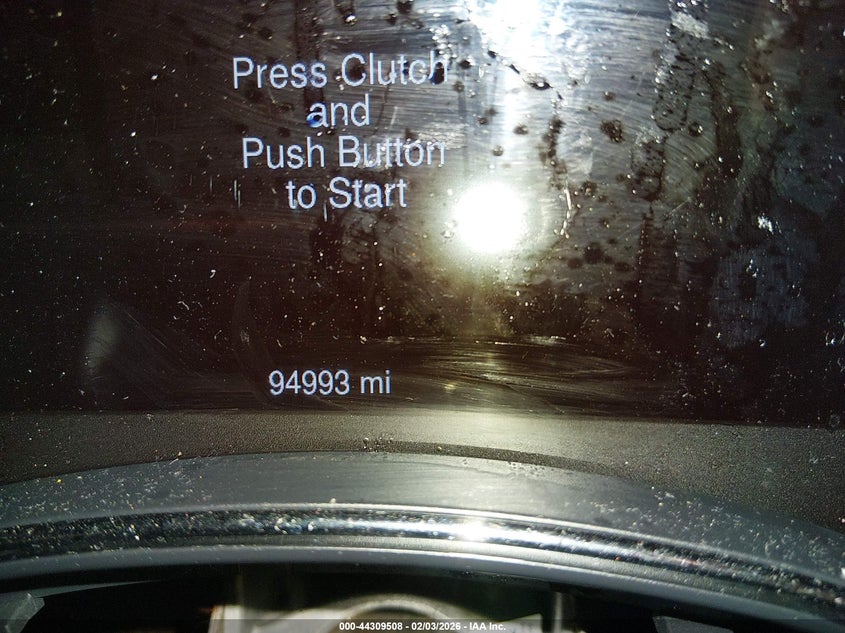 Press Clutch
and
Push Button
to Start
94993 mi
000-44309508 - 02/03/2026 - IAA Inc.